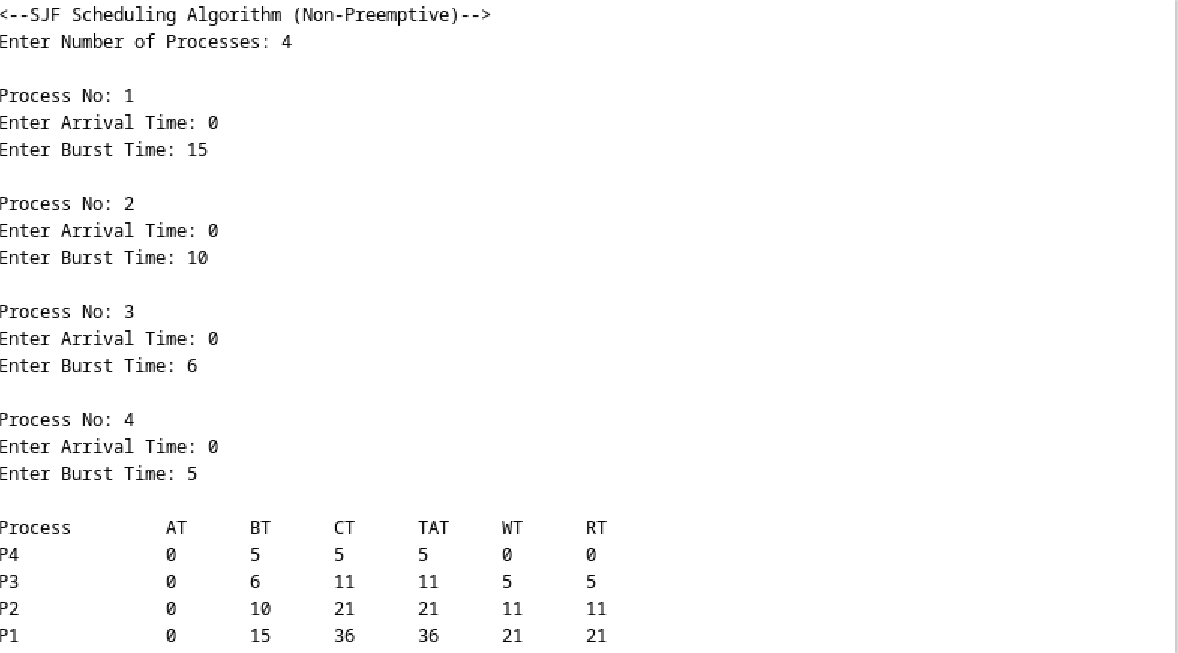 <--SJF Scheduling Algorithm (Non-Preemptive)-->
Enter Number of Processes: 4
Process No: 1
Enter Arrival Time: 0
Enter Burst Time: 15
Process No: 2
Enter Arrival Time: 0
Enter Burst Time: 10
Process No: 3
Enter Arrival Time: 0
Enter Burst Time: 6
Process No: 4
Enter Arrival Time: 0
Enter Burst Time: 5
Process AT BT CT TAT WT RT
P4 0 5 5 5 0 0
P3 0 6 11 11 5 5
P2 0 10 21 21 11 11
P1 0 15 36 36 21 21